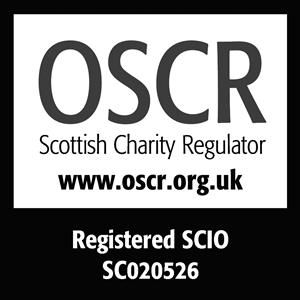 OSCR
Scottish Charity Regulator
www.oscr.org.uk
Registered SCIO
SC020526